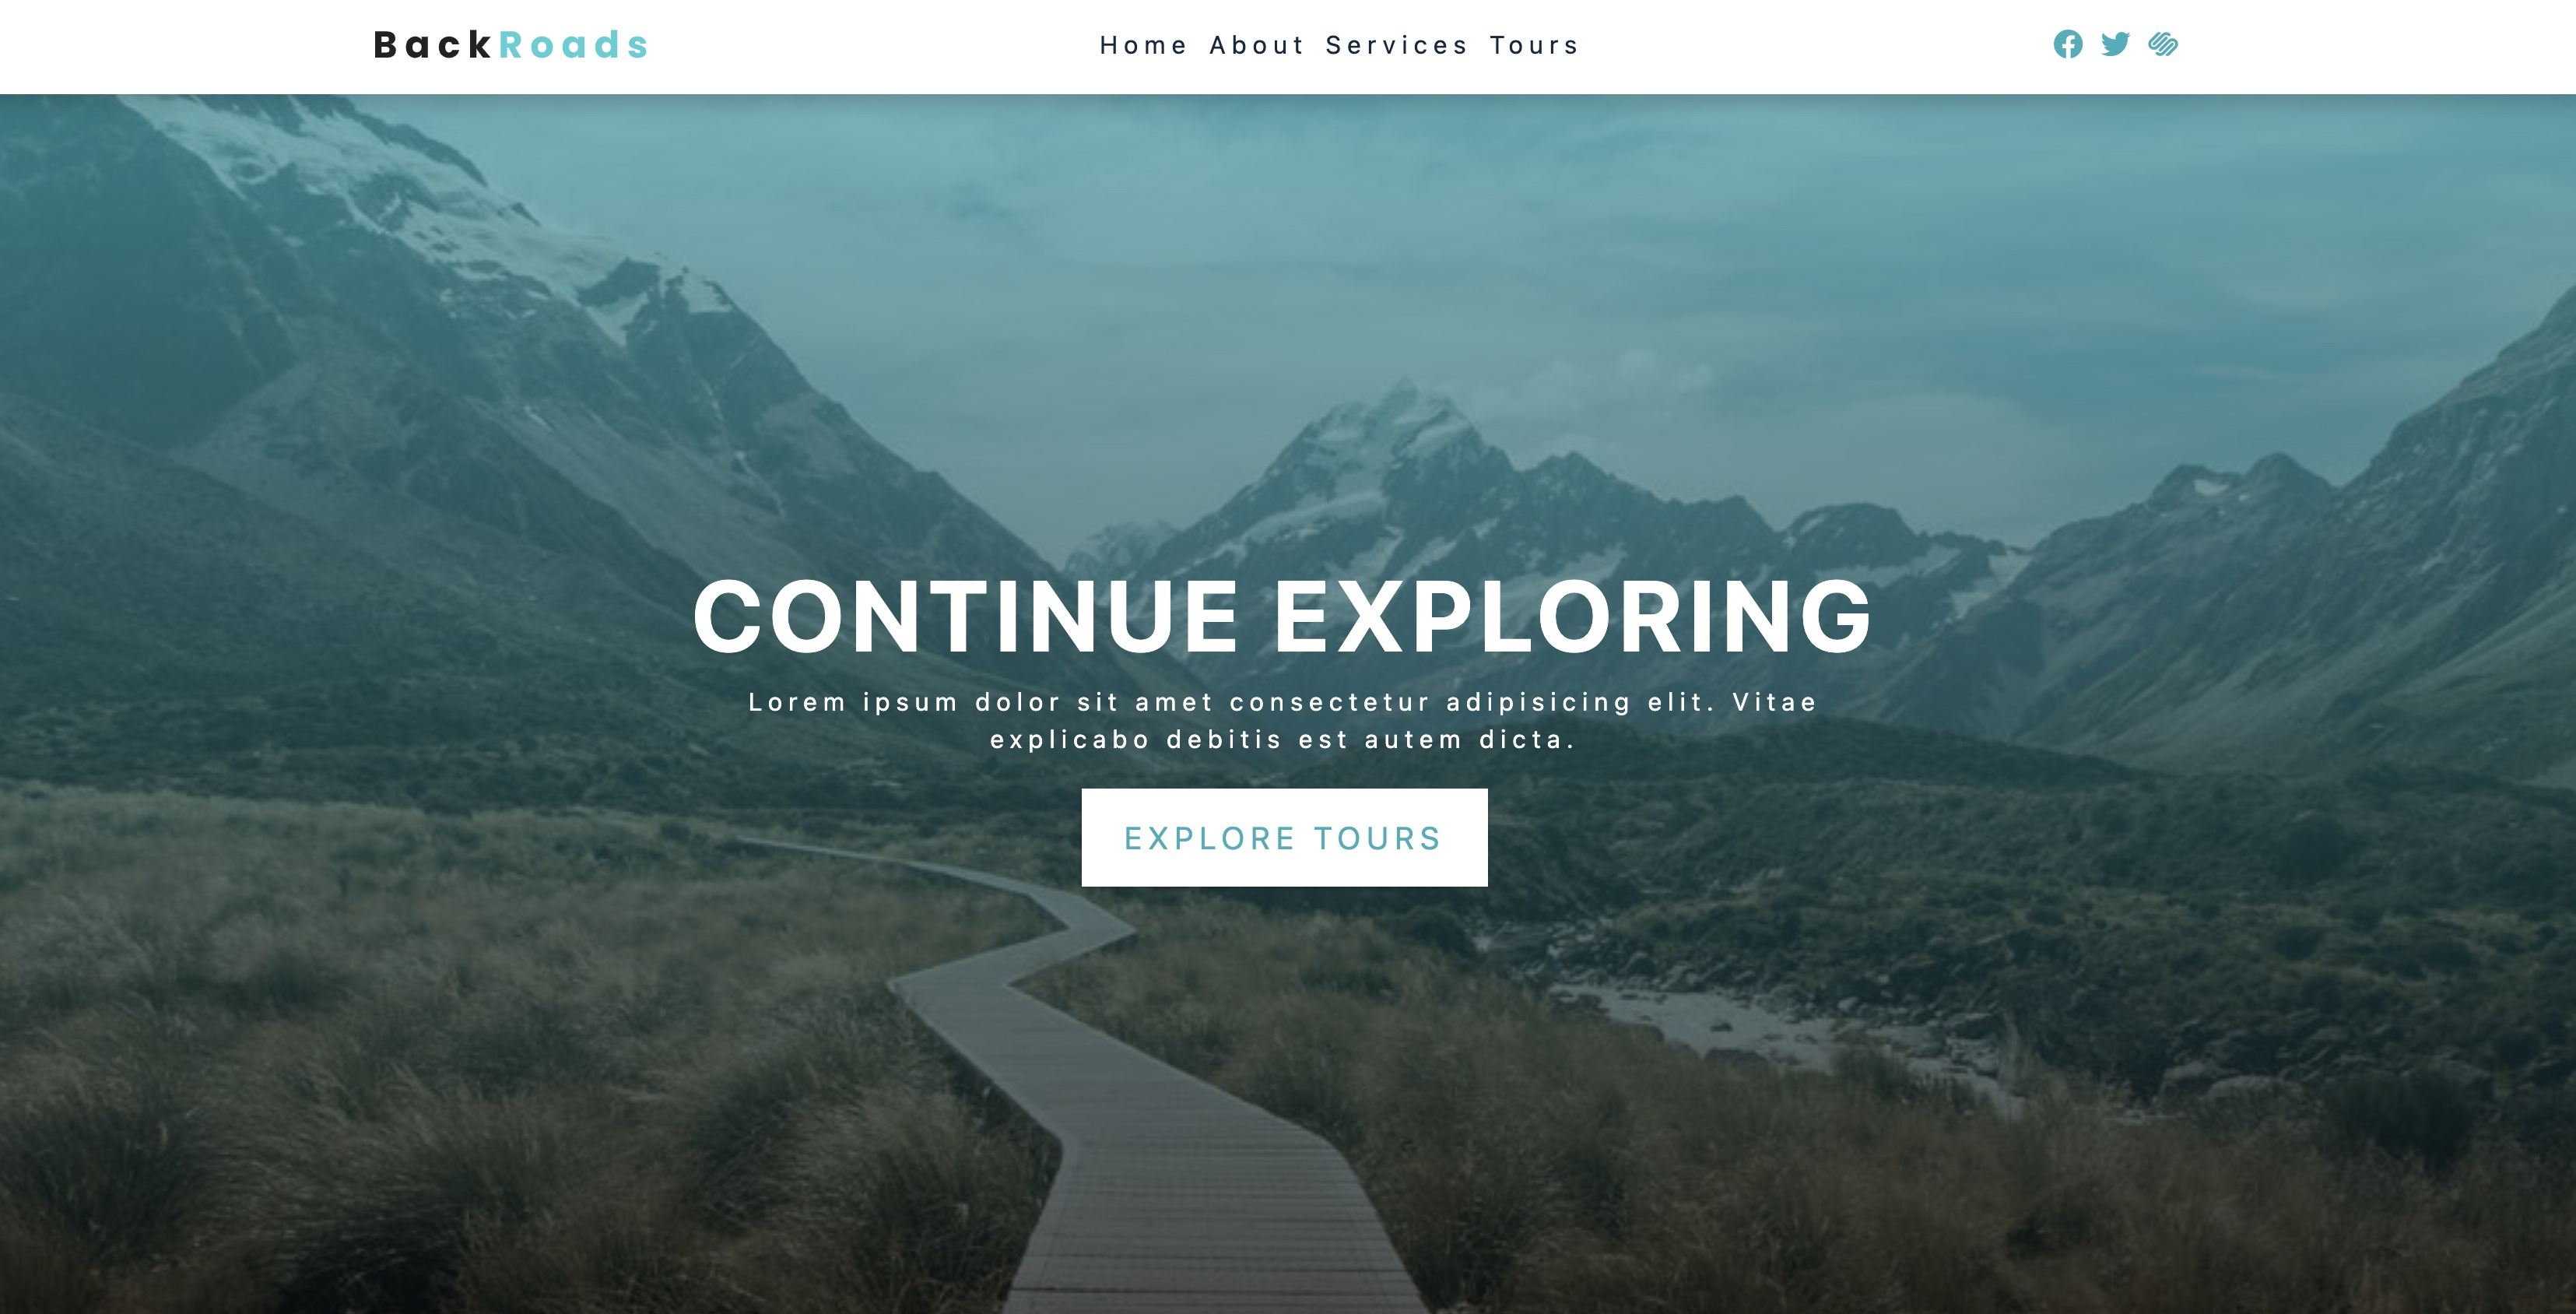 BackRoads
Home About Services Tours
CONTINUE EXPLORING
Lorem ipsum dolor sit amet consectetur adipisicing elit. Vitae
explicabo debitis est autem dicta.
EXPLORE TOURS